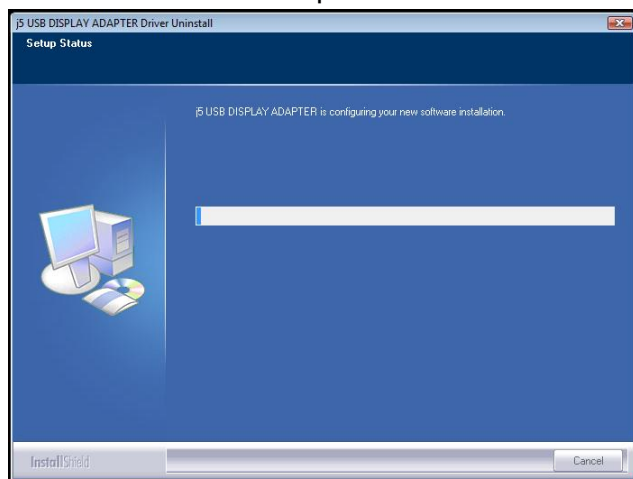 j5 USB DISPLAY ADAPTER Driver Uninstall
Setup Status
j5 USB DISPLAY ADAPTER is configuring your new software installation.
InstallShield
Cancel